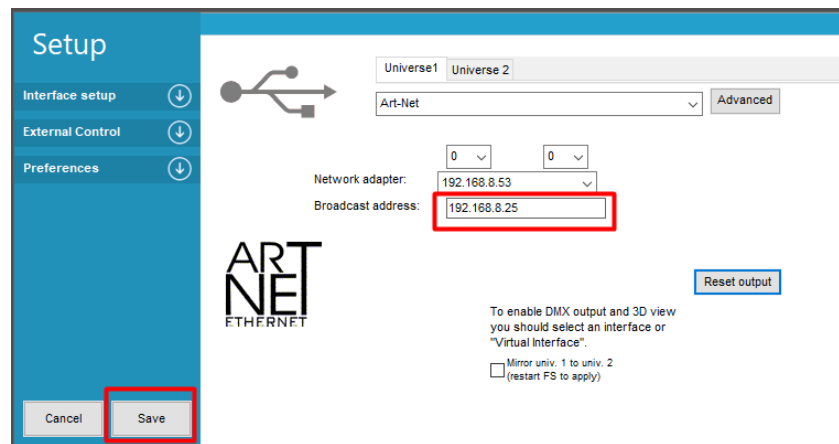 Setup
Interface setup
External Control
Preferences
Universe1 Universe 2
Art-Net Advanced
0 0
Network adapter: 192.168.8.53
Broadcast address: 192.168.8.25
ART
NET
ETHERNET
Reset output
To enable DMX output and 3D view
you should select an interface or
"Virtual Interface".
Mirror univ. 1 to univ. 2
(restart FS to apply)
Cancel Save